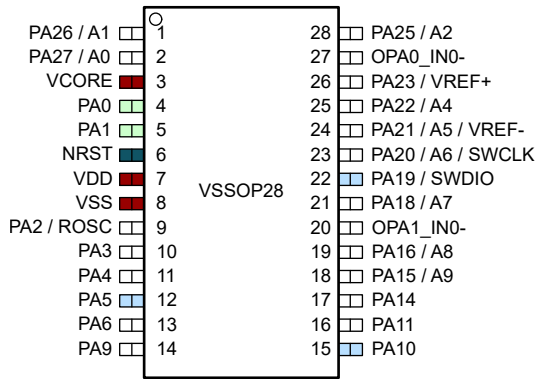 PA26 / A1 1 28 PA25 / A2
PA27 / A0 2 27 OPA0_IN0-
VCORE 3 26 PA23 / VREF+
PA0 4 25 PA22 / A4
PA1 5 24 PA21 / A5 / VREF-
NRST 6 23 PA20 / A6 / SWCLK
VDD 7 22 PA19 / SWDIO
VSSOP28
VSS 8 21 PA18 / A7
PA2 / ROSC 9 20 OPA1_IN0-
PA3 10 19 PA16 / A8
PA4 11 18 PA15 / A9
PA5 12 17 PA14
PA6 13 16 PA11
PA9 14 15 PA10